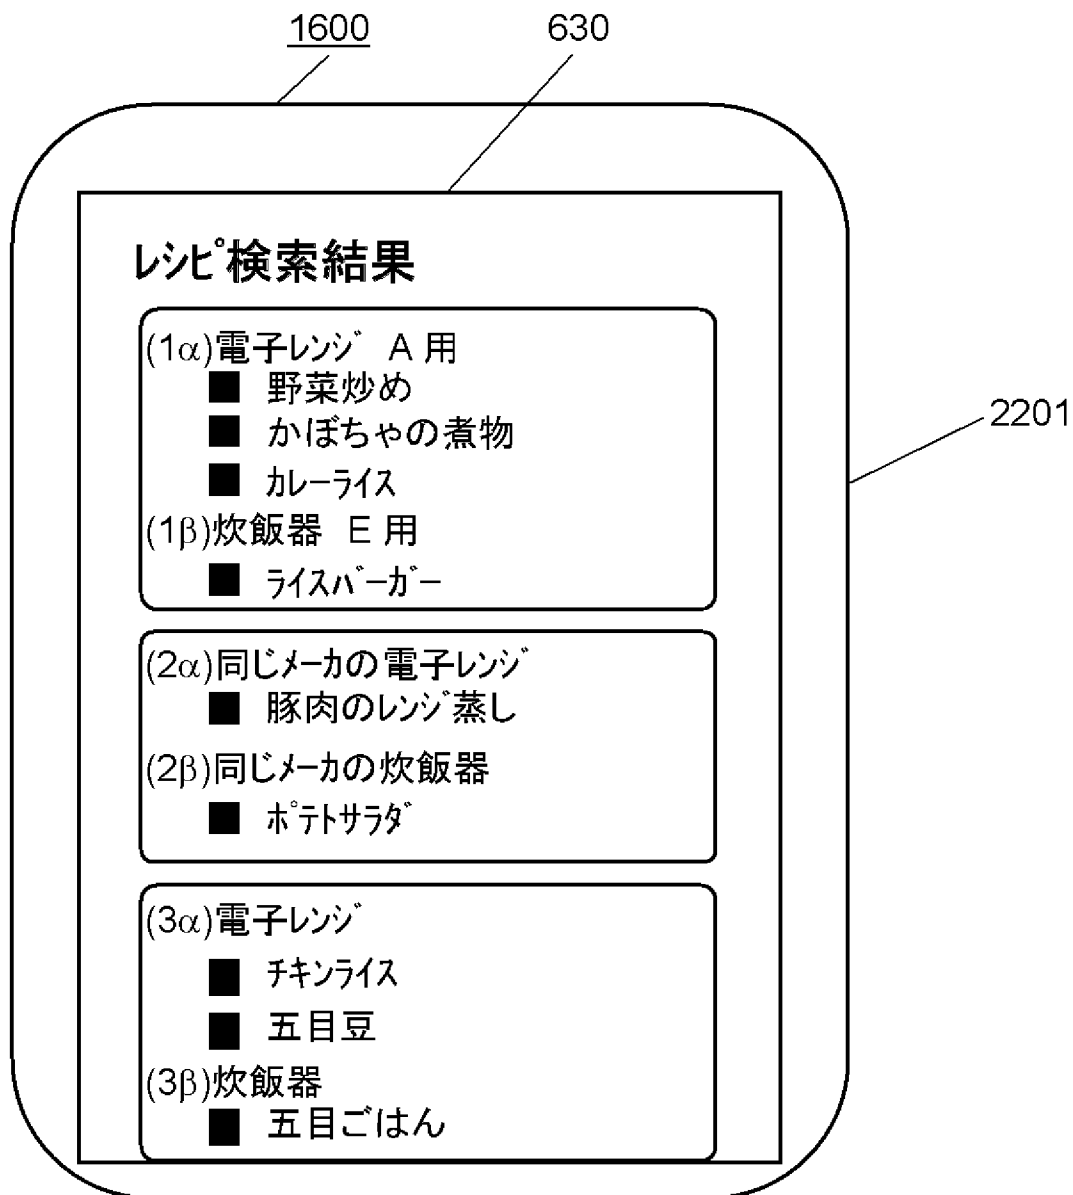 1600
630
レシピ検索結果
(1α)電子レンジ A 用
■ 野菜炒め
■ かぼちゃの煮物
■ カレーライス
(1β)炊飯器 E 用
■ ライスバーガー
2201
(2α)同じメーカの電子レンジ
■ 豚肉のレンジ蒸し
(2β)同じメーカの炊飯器
■ ポテトサラダ
(3α)電子レンジ
■ チキンライス
■ 五目豆
(3β)炊飯器
■ 五目ごはん